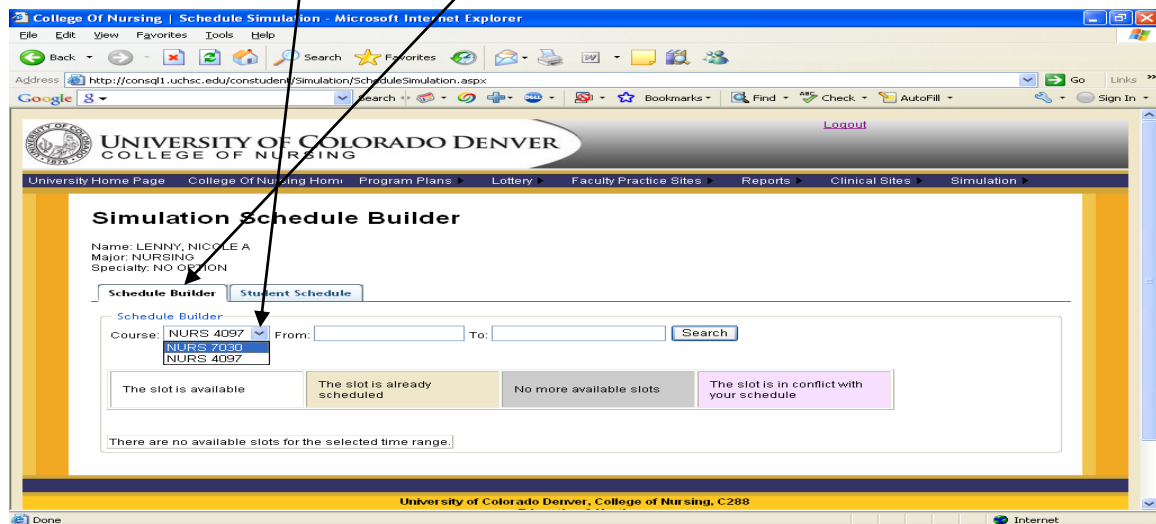 College Of Nursing | Schedule Simulation - Microsoft Internet Explorer
File Edit View Favorites Tools Help
Back Search Favorites
Address http://consql1.uchsc.edu/constudent/Simulation/ScheduleSimulation.aspx Go Links »
Google Search Bookmarks Find Check AutoFill Sign In
Logout
UNIVERSITY OF COLORADO DENVER
COLLEGE OF NURSING
University Home Page College Of Nursing Hom Program Plans Lottery Faculty Practice Sites Reports Clinical Sites Simulation
Simulation Schedule Builder
Name: LENNY, NICOLE A
Major: NURSING
Specialty: NO OPTION
Schedule Builder Student Schedule
Schedule Builder
Course: NURS 4097 From: To: Search
NURS 7030
NURS 4097
The slot is available The slot is already scheduled No more available slots The slot is in conflict with your schedule
There are no available slots for the selected time range.
University of Colorado Denver, College of Nursing, C288
Done Internet